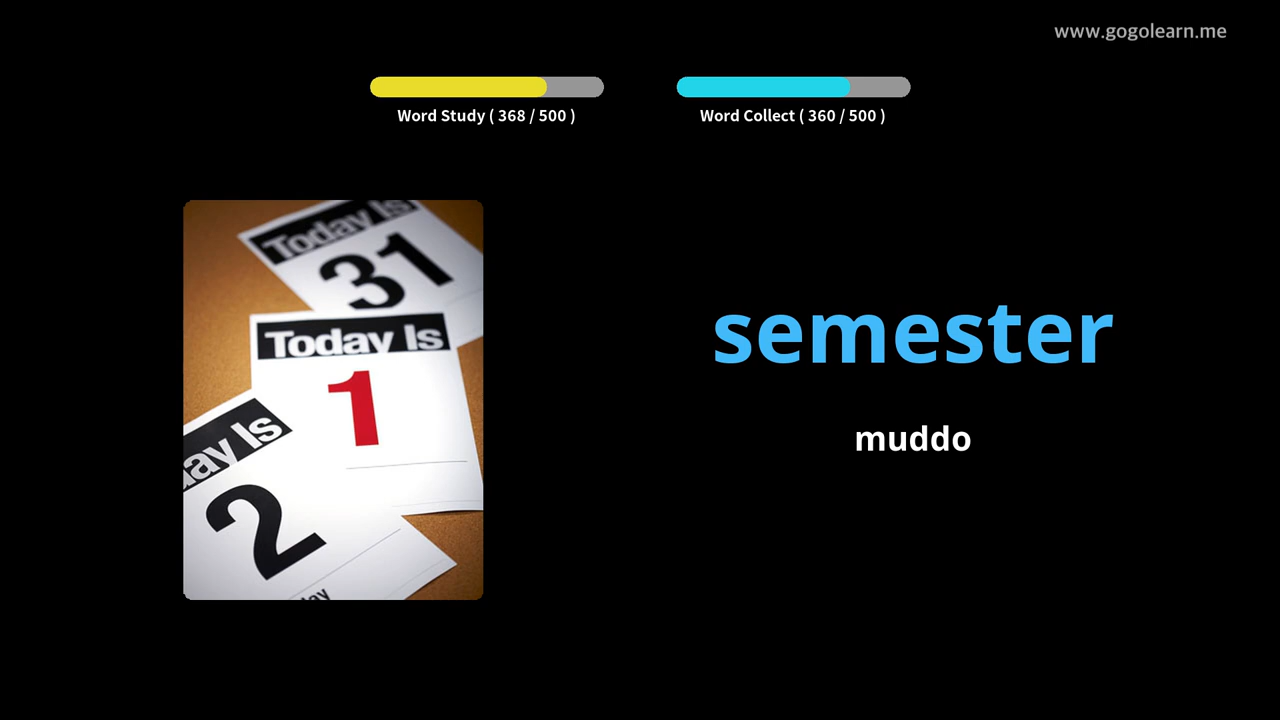 www.gogolearn.me
Word Study ( 368 / 500 )
Word Collect ( 360 / 500 )
Today Is
31
Today Is
1
ay Is
2
semester
muddo